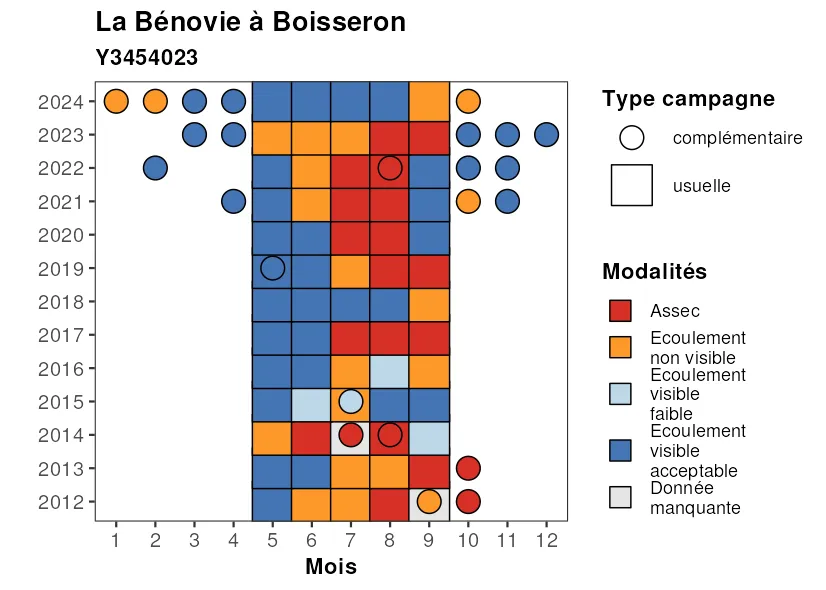 La Bénovie à Boisseron
Y3454023
2024
2023
2022
2021
2020
2019
2018
2017
2016
2015
2014
2013
2012
1 2 3 4 5 6 7 8 9 10 11 12
Mois
Type campagne
complémentaire
usuelle
Modalités
Assec
Ecoulement
non visible
Ecoulement
visible
faible
Ecoulement
visible
acceptable
Donnée
manquante